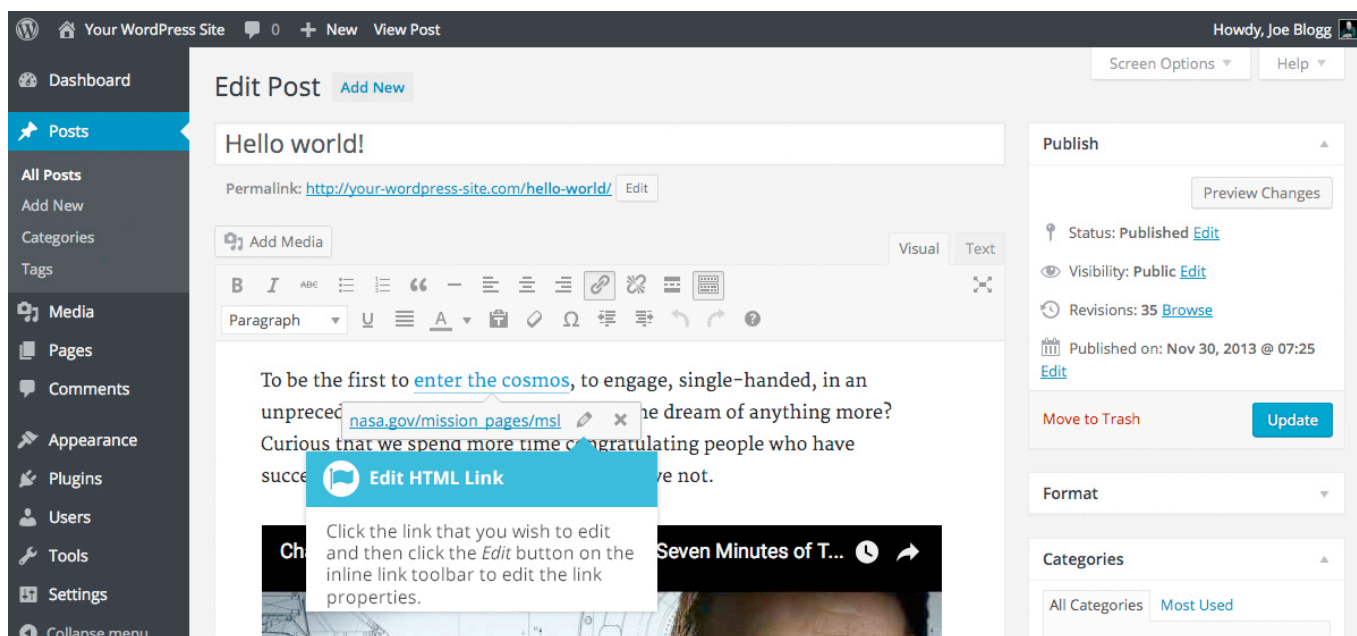 Your WordPress Site 0 New View Post Howdy, Joe Blogg
Screen Options Help
Dashboard
Posts
All Posts
Add New
Categories
Tags
Media
Pages
Comments
Appearance
Plugins
Users
Tools
Settings
Collapse menu
Edit Post Add New
Hello world!
Permalink: http://your-wordpress-site.com/hello-world/ Edit
Add Media
Visual Text
B I ABC
Paragraph U A Ω
To be the first to enter the cosmos, to engage, single-handed, in an
unpreced
nasa.gov/mission_pages/msl
he dream of anything more?
Curious that we spend more time congratulating people who have
succe
ve not.
Edit HTML Link
Click the link that you wish to edit
and then click the Edit button on the
inline link toolbar to edit the link
properties.
Ch
Seven Minutes of T...
Publish
Preview Changes
Status: Published Edit
Visibility: Public Edit
Revisions: 35 Browse
Published on: Nov 30, 2013 @ 07:25
Edit
Move to Trash Update
Format
Categories
All Categories Most Used